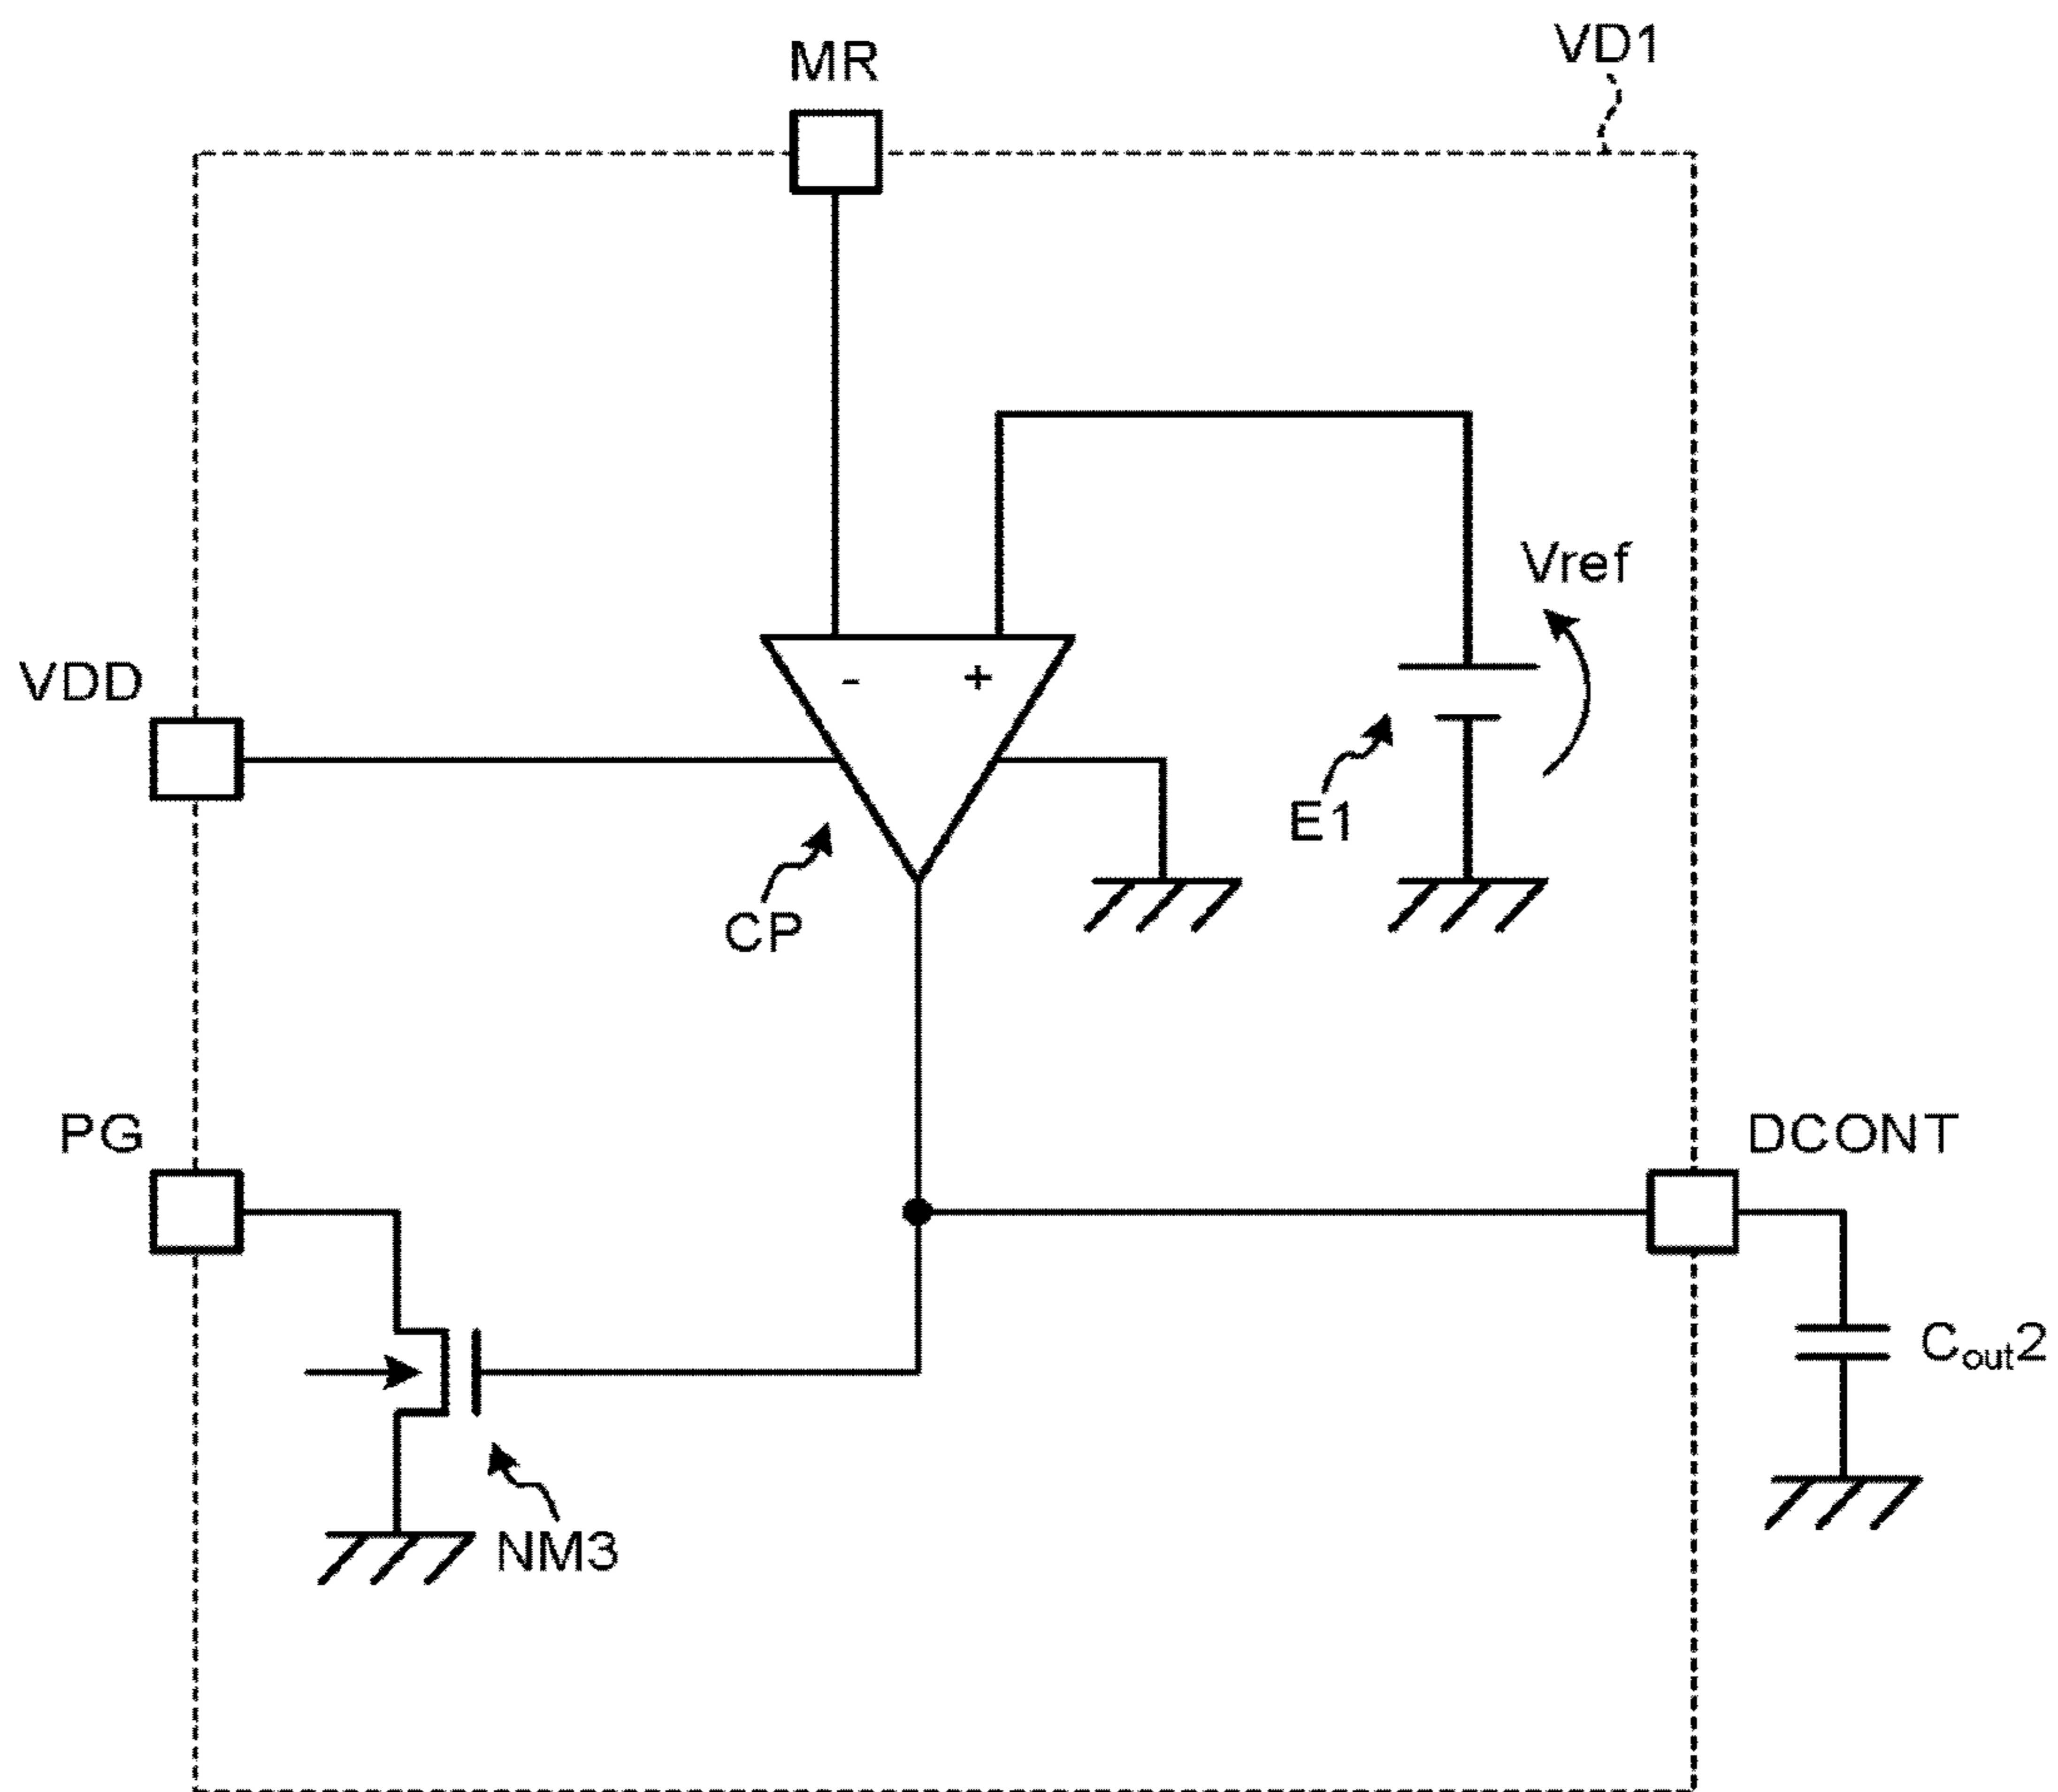 VD1
MR
Vref
VDD
- +
E1
CP
PG
DCONT
Cout2
NM3